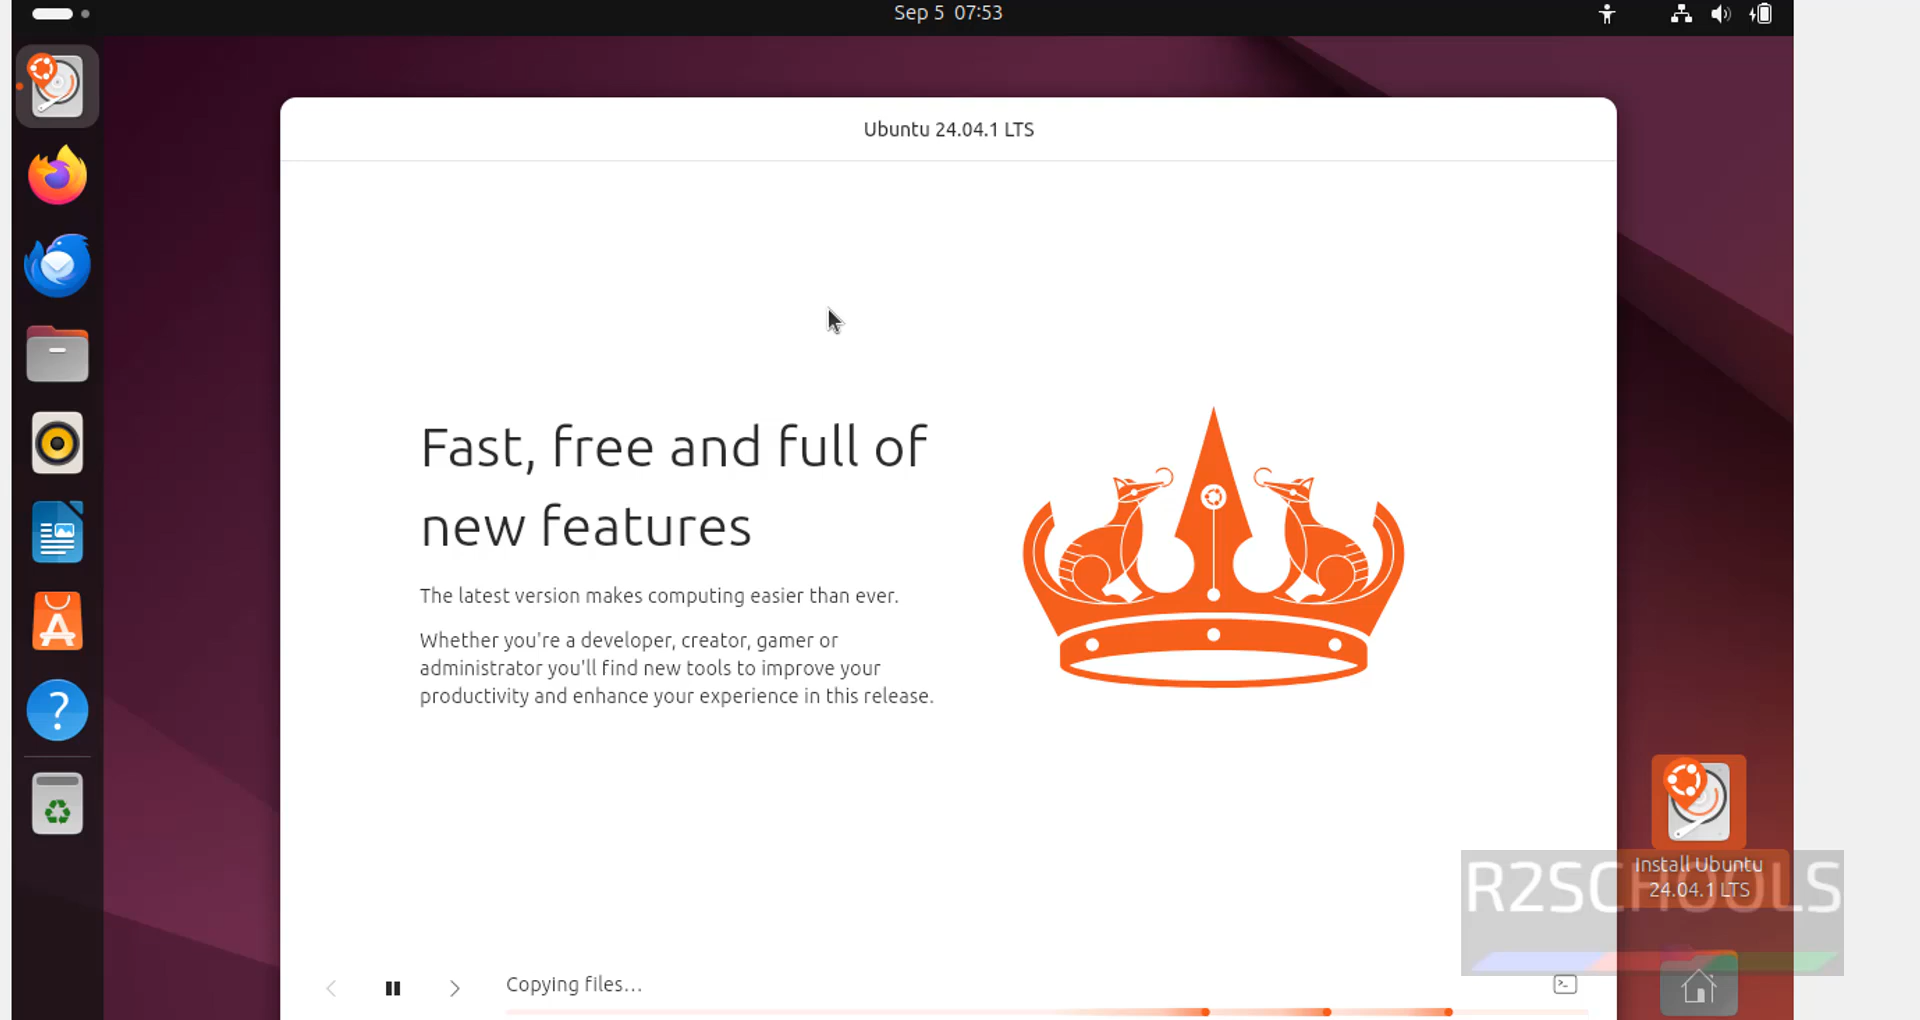 Sep 5 07:53
Ubuntu 24.04.1 LTS
Fast, free and full of
new features
The latest version makes computing easier than ever.
Whether you're a developer, creator, gamer or
administrator you'll find new tools to improve your
productivity and enhance your experience in this release.
Install Ubuntu
24.04.1 LTS
R2SCHOOLS
Copying files...